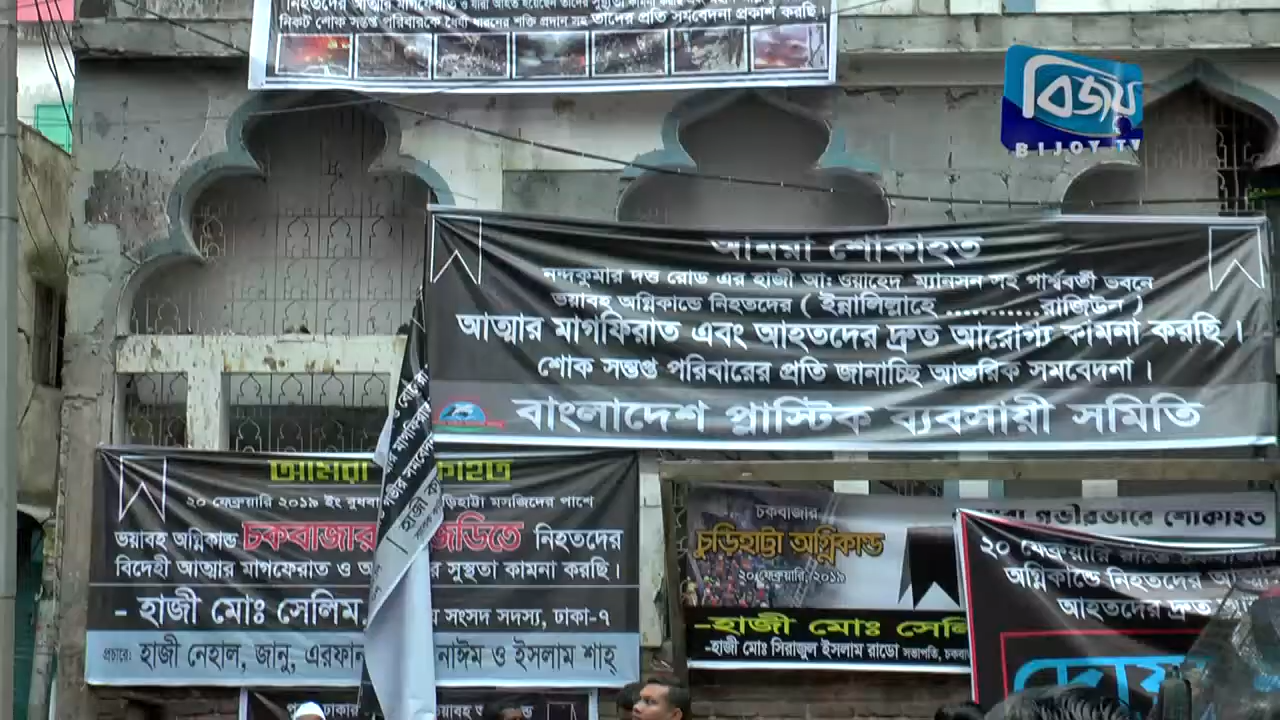 নিকট শোক সন্তপ্ত পরিবারকে ধৈর্য্য ধারনের শক্তি প্রদান সহ তাদের প্রতি সমবেদনা প্রকাশ করছি।
বিজয়
BIJOY TV
আমরা শোকাহত
নন্দকুমার দত্ত রোড এর হাজী আঃ ওয়াহেদ ম্যানসন সহ পার্শ্ববর্তী ভবনে
ভয়াবহ অগ্নিকান্ডে নিহতদের ( ইন্নালিল্লাহে ...........রাজিউন )
আত্মার মাগফিরাত এবং আহতদের দ্রুত আরোগ্য কামনা করছি।
শোক সন্তপ্ত পরিবারের প্রতি জানাচ্ছি আন্তরিক সমবেদনা।
বাংলাদেশ প্লাস্টিক ব্যবসায়ী সমিতি
আমরা শোকাহত
২০ ফেব্রুয়ারি ২০১৯ ইং মসজিদের পাশে
ভয়াবহ অগ্নিকান্ড চকবাজার নিহতদের
বিদেহী আত্মার মাগফেরাত ও সুস্থতা কামনা করছি।
- হাজী মোঃ সেলিম, সংসদ সদস্য, ঢাকা-৭
প্রচারে: হাজী নেহাল, জানু, এরফান নাঈম ও ইসলাম শাহ্
চকবাজার
চুড়িহাট্টা অগ্নিকান্ড
২০ ফেব্রুয়ারি, ২০১৯
-হাজী মোঃ
-হাজী মোঃ সিরাজুল ইসলাম রাডো সভাপতি,
গভীরভাবে শোকাহত
২০
অগ্নিকান্ডে নিহতদের
আহতদের দ্রুত